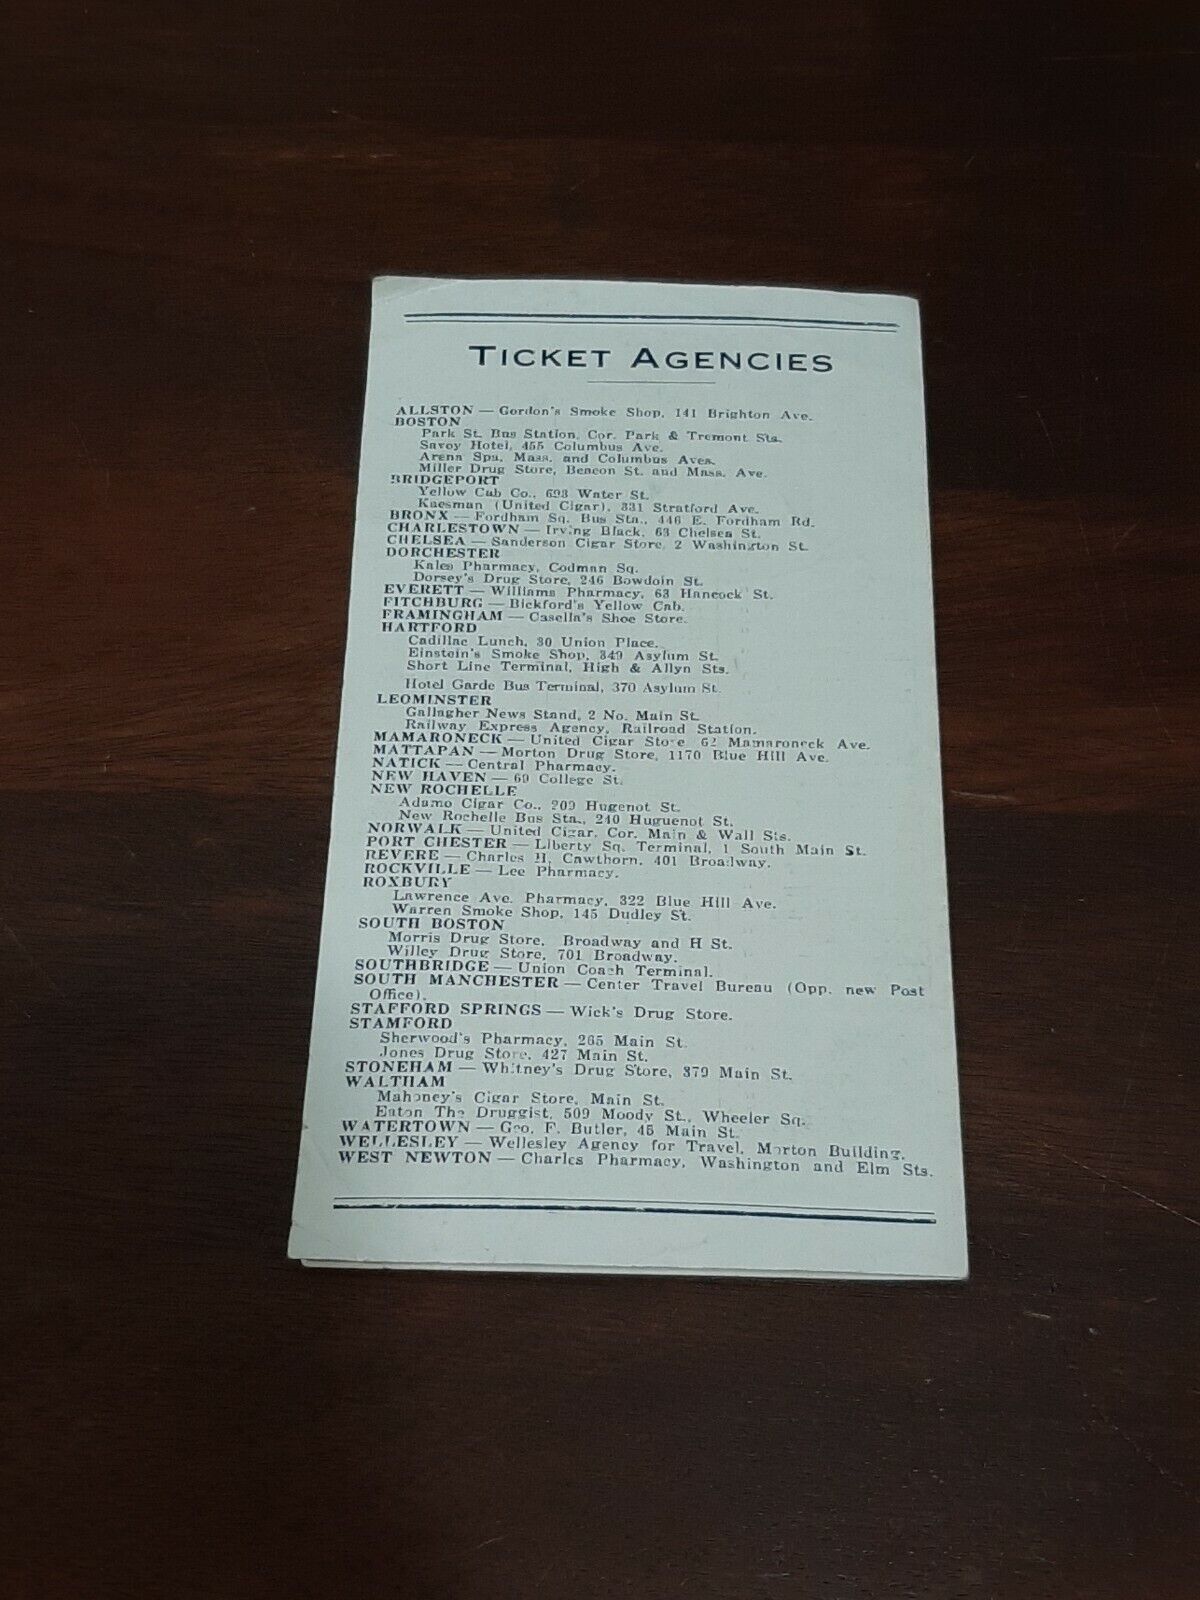 TICKET AGENCIES
ALLSTON — Gordon's Smoke Shop, 141 Brighton Ave.
BOSTON
Park St. Bus Station, Cor. Park & Tremont Sts.
Savoy Hotel, 455 Columbus Ave.
Arena Spa, Mass. and Columbus Aves.
Miller Drug Store, Beacon St. and Mass. Ave.
BRIDGEPORT
Yellow Cab Co., 693 Water St.
Kaesman (United Cigar), 331 Stratford Ave.
BRONX — Fordham Sq. Bus Sta., 446 E. Fordham Rd.
CHARLESTOWN — Irving Black, 63 Chelsea St.
CHELSEA — Sanderson Cigar Store, 2 Washington St.
DORCHESTER
Kales Pharmacy, Codman Sq.
Dorsey's Drug Store, 246 Bowdoin St.
EVERETT — Williams Pharmacy, 63 Hancock St.
FITCHBURG — Bickford's Yellow Cab.
FRAMINGHAM — Casella's Shoe Store.
HARTFORD
Cadillac Lunch, 30 Union Place.
Einstein's Smoke Shop, 349 Asylum St.
Short Line Terminal, High & Allyn Sts.
Hotel Garde Bus Terminal, 370 Asylum St.
LEOMINSTER
Gallagher News Stand, 2 No. Main St.
Railway Express Agency, Railroad Station.
MAMARONECK — United Cigar Store 62 Mamaroneck Ave.
MATTAPAN — Morton Drug Store, 1170 Blue Hill Ave.
NATICK — Central Pharmacy.
NEW HAVEN — 69 College St.
NEW ROCHELLE
Adamo Cigar Co., 209 Hugenot St.
New Rochelle Bus Sta., 240 Huguenot St.
NORWALK — United Cigar, Cor. Main & Wall Sts.
PORT CHESTER — Liberty Sq. Terminal, 1 South Main St.
REVERE — Charles H. Cawthorn, 401 Broadway.
ROCKVILLE — Lee Pharmacy.
ROXBURY
Lawrence Ave. Pharmacy, 322 Blue Hill Ave.
Warren Smoke Shop, 145 Dudley St.
SOUTH BOSTON
Morris Drug Store, Broadway and H St.
Willey Drug Store, 701 Broadway.
SOUTHBRIDGE — Union Coach Terminal.
SOUTH MANCHESTER — Center Travel Bureau (Opp. new Post
Office).
STAFFORD SPRINGS — Wick's Drug Store.
STAMFORD
Sherwood's Pharmacy, 265 Main St.
Jones Drug Store, 427 Main St.
STONEHAM — Whitney's Drug Store, 379 Main St.
WALTHAM
Mahoney's Cigar Store, Main St.
Eaton The Druggist, 509 Moody St., Wheeler Sq.
WATERTOWN — Geo. F. Butler, 45 Main St.
WELLESLEY — Wellesley Agency for Travel, Morton Building.
WEST NEWTON — Charles Pharmacy, Washington and Elm Sts.